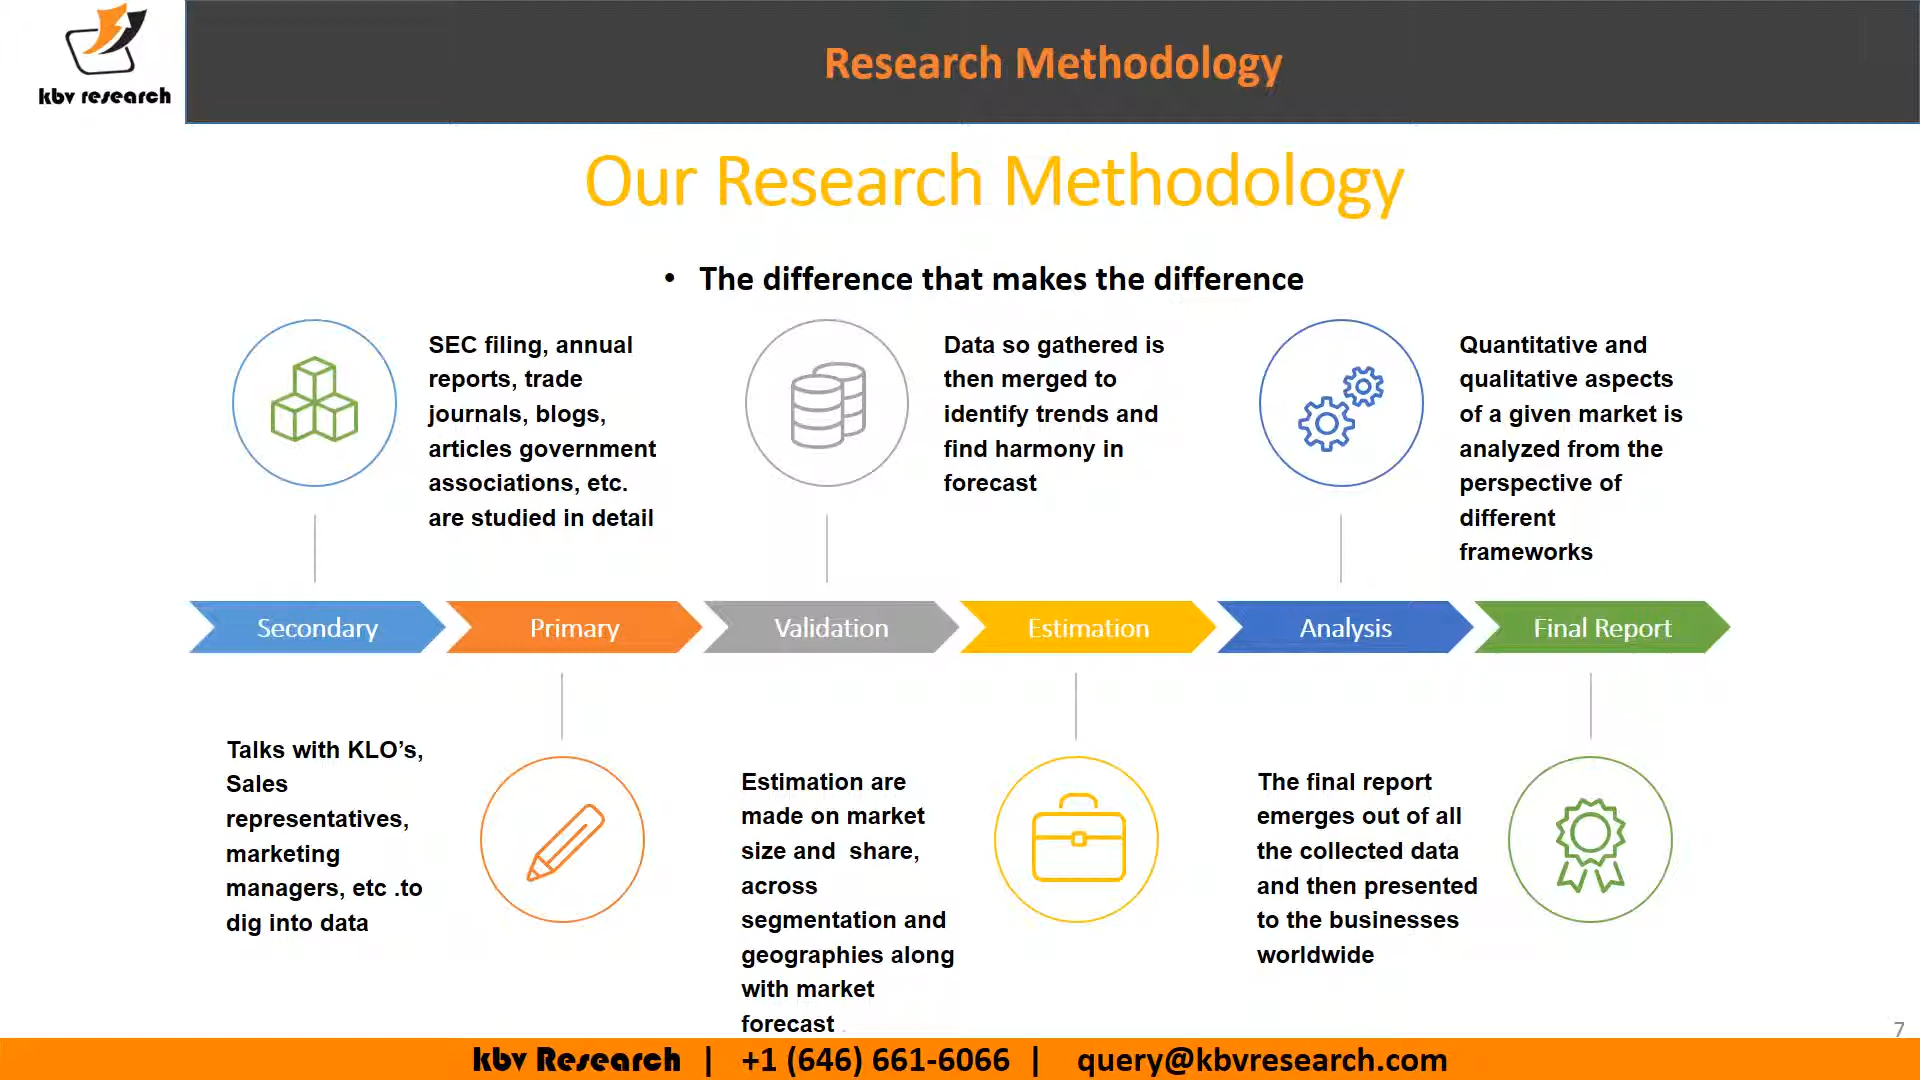 kbv research
Research Methodology
Our Research Methodology
• The difference that makes the difference
SEC filing, annual
reports, trade
journals, blogs,
articles government
associations, etc.
are studied in detail
Data so gathered is
then merged to
identify trends and
find harmony in
forecast
Quantitative and
qualitative aspects
of a given market is
analyzed from the
perspective of
different
frameworks
Secondary
Primary
Validation
Estimation
Analysis
Final Report
Talks with KLO’s,
Sales
representatives,
marketing
managers, etc .to
dig into data
Estimation are
made on market
size and  share,
across
segmentation and
geographies along
with market
forecast
The final report
emerges out of all
the collected data
and then presented
to the businesses
worldwide
7
kbv Research | +1 (646) 661-6066 | query@kbvresearch.com